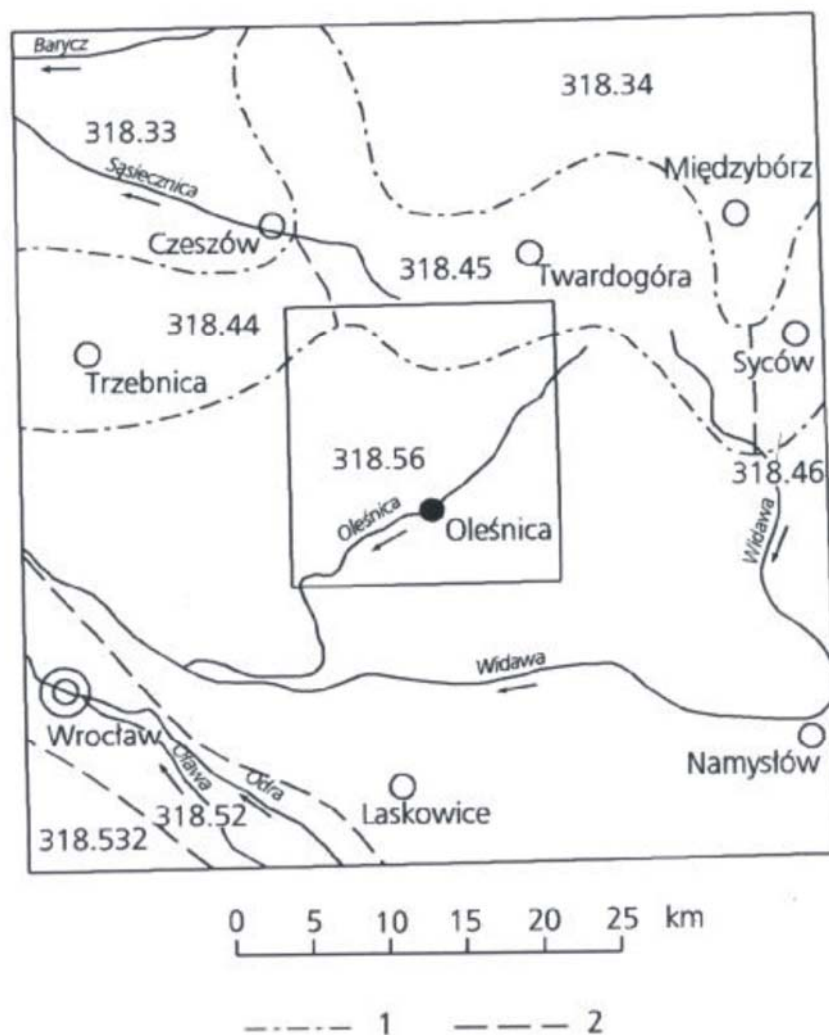 Barycz
318.34
318.33
Międzybórz
Sąsiecznica
Czeszów
318.45
Twardogóra
318.44
Trzebnica
Syców
318.56
318.46
Oleśnica
Oleśnica
Widawa
Widawa
Wrocław
Namysłów
Oława
Odra
Laskowice
318.52
318.532
0 5 10 15 20 25 km
1 2